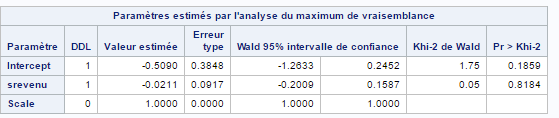 Paramètres estimés par l'analyse du maximum de vraisemblance
Paramètre DDL Valeur estimée Erreur type Wald 95% intervalle de confiance Khi-2 de Wald Pr > Khi-2
Intercept 1 -0.5090 0.3848 -1.2633 0.2452 1.75 0.1859
srevenu 1 -0.0211 0.0917 -0.2009 0.1587 0.05 0.8184
Scale 0 1.0000 0.0000 1.0000 1.0000